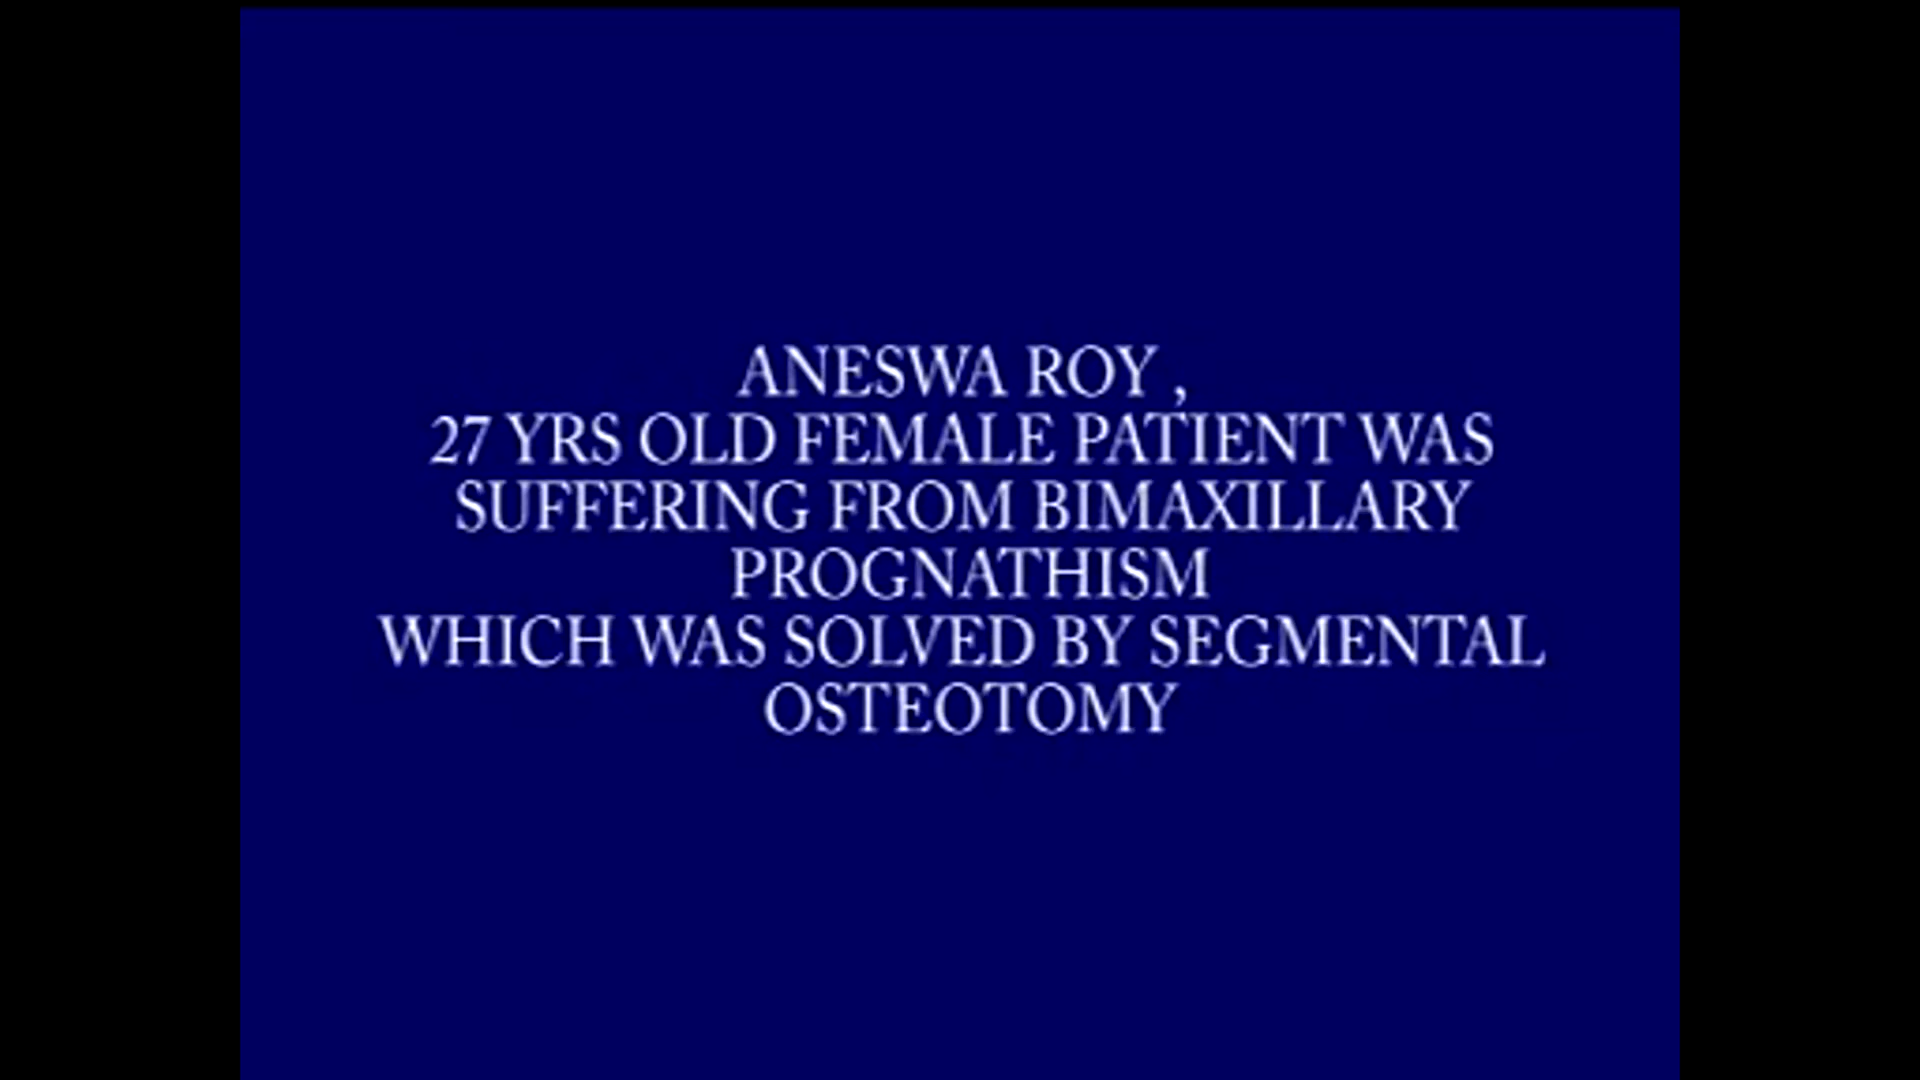 ANESWA ROY ,
27 YRS OLD FEMALE PATIENT WAS
SUFFERING FROM BIMAXILLARY
PROGNATHISM
WHICH WAS SOLVED BY SEGMENTAL
OSTEOTOMY